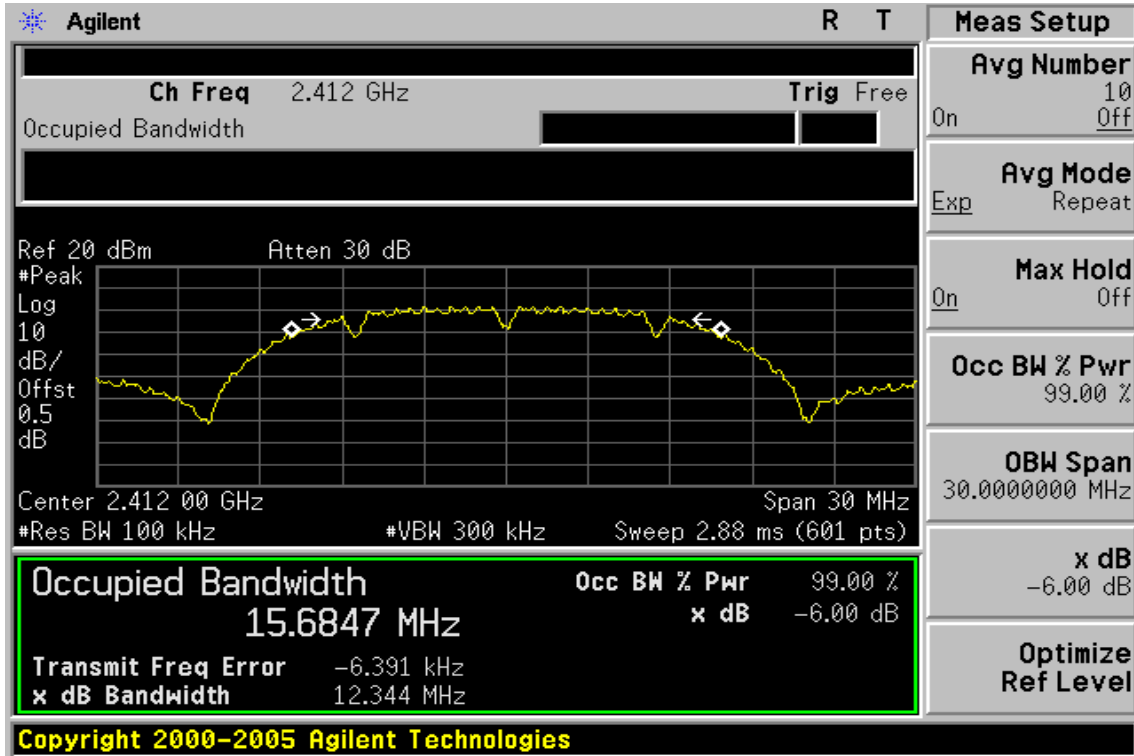 Agilent R T
Meas Setup
Ch Freq 2.412 GHz Trig Free
Occupied Bandwidth
Ref 20 dBm Atten 30 dB
#Peak
Log
10
dB/
Offst
0.5
dB
Center 2.412 00 GHz Span 30 MHz
#Res BW 100 kHz #VBW 300 kHz Sweep 2.88 ms (601 pts)
Occupied Bandwidth
15.6847 MHz
Occ BW % Pwr 99.00 %
x dB -6.00 dB
Transmit Freq Error -6.391 kHz
x dB Bandwidth 12.344 MHz
Avg Number
10
On Off
Avg Mode
Exp Repeat
Max Hold
On Off
Occ BW % Pwr
99.00 %
OBW Span
30.0000000 MHz
x dB
-6.00 dB
Optimize
Ref Level
Copyright 2000-2005 Agilent Technologies